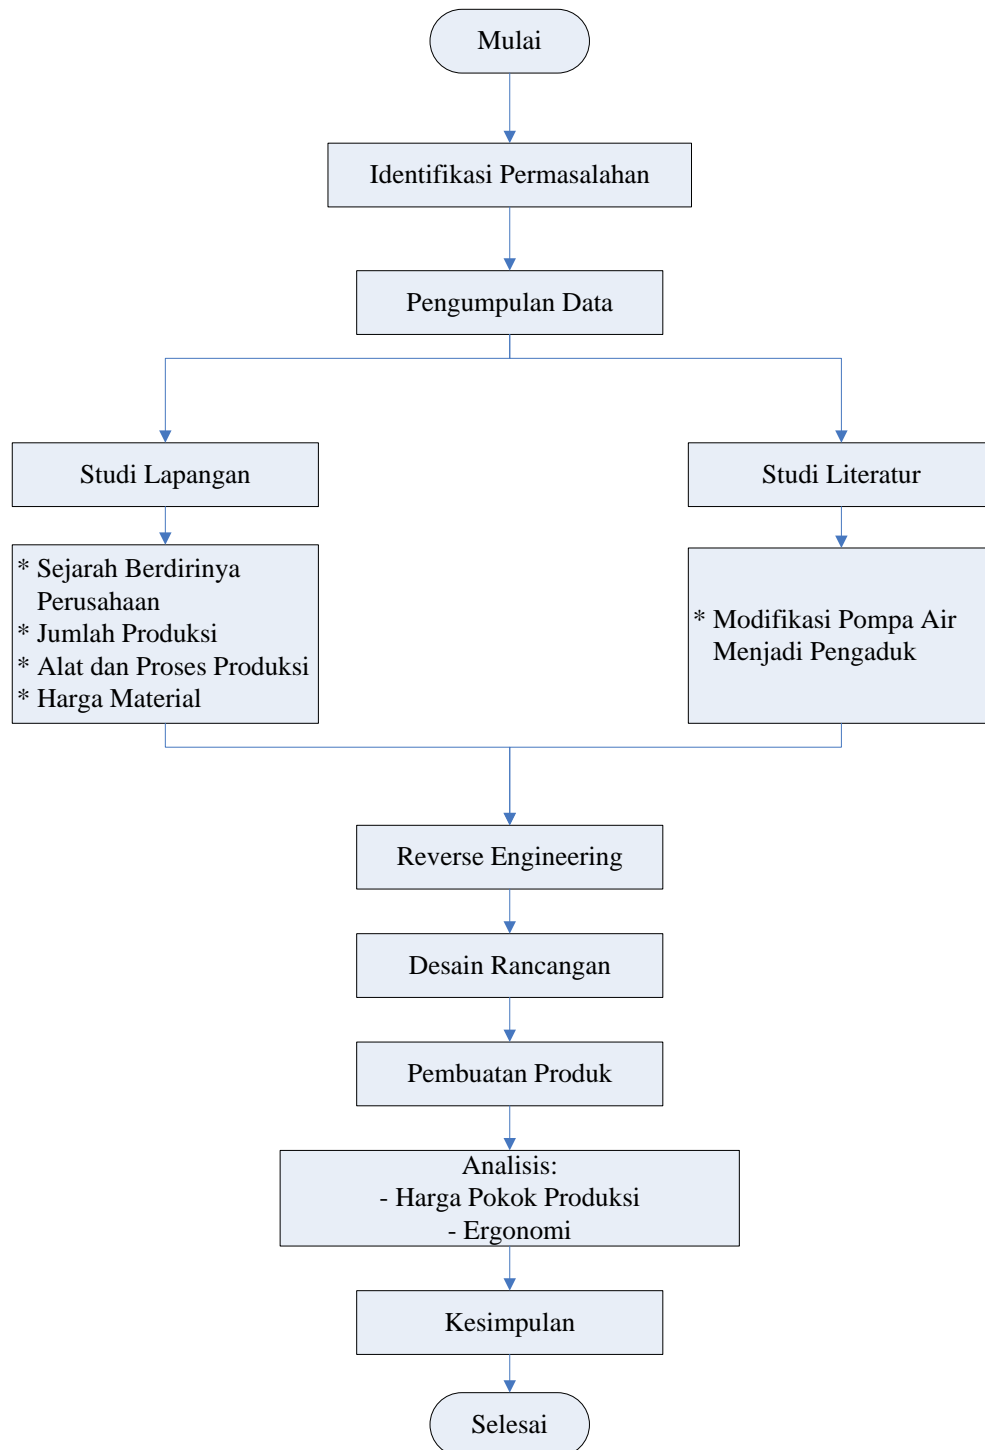 Mulai
Identifikasi Permasalahan
Pengumpulan Data
Studi Lapangan
Studi Literatur
* Sejarah Berdirinya
Perusahaan
* Jumlah Produksi
* Alat dan Proses Produksi
* Harga Material
* Modifikasi Pompa Air
Menjadi Pengaduk
Reverse Engineering
Desain Rancangan
Pembuatan Produk
Analisis:
- Harga Pokok Produksi
- Ergonomi
Kesimpulan
Selesai